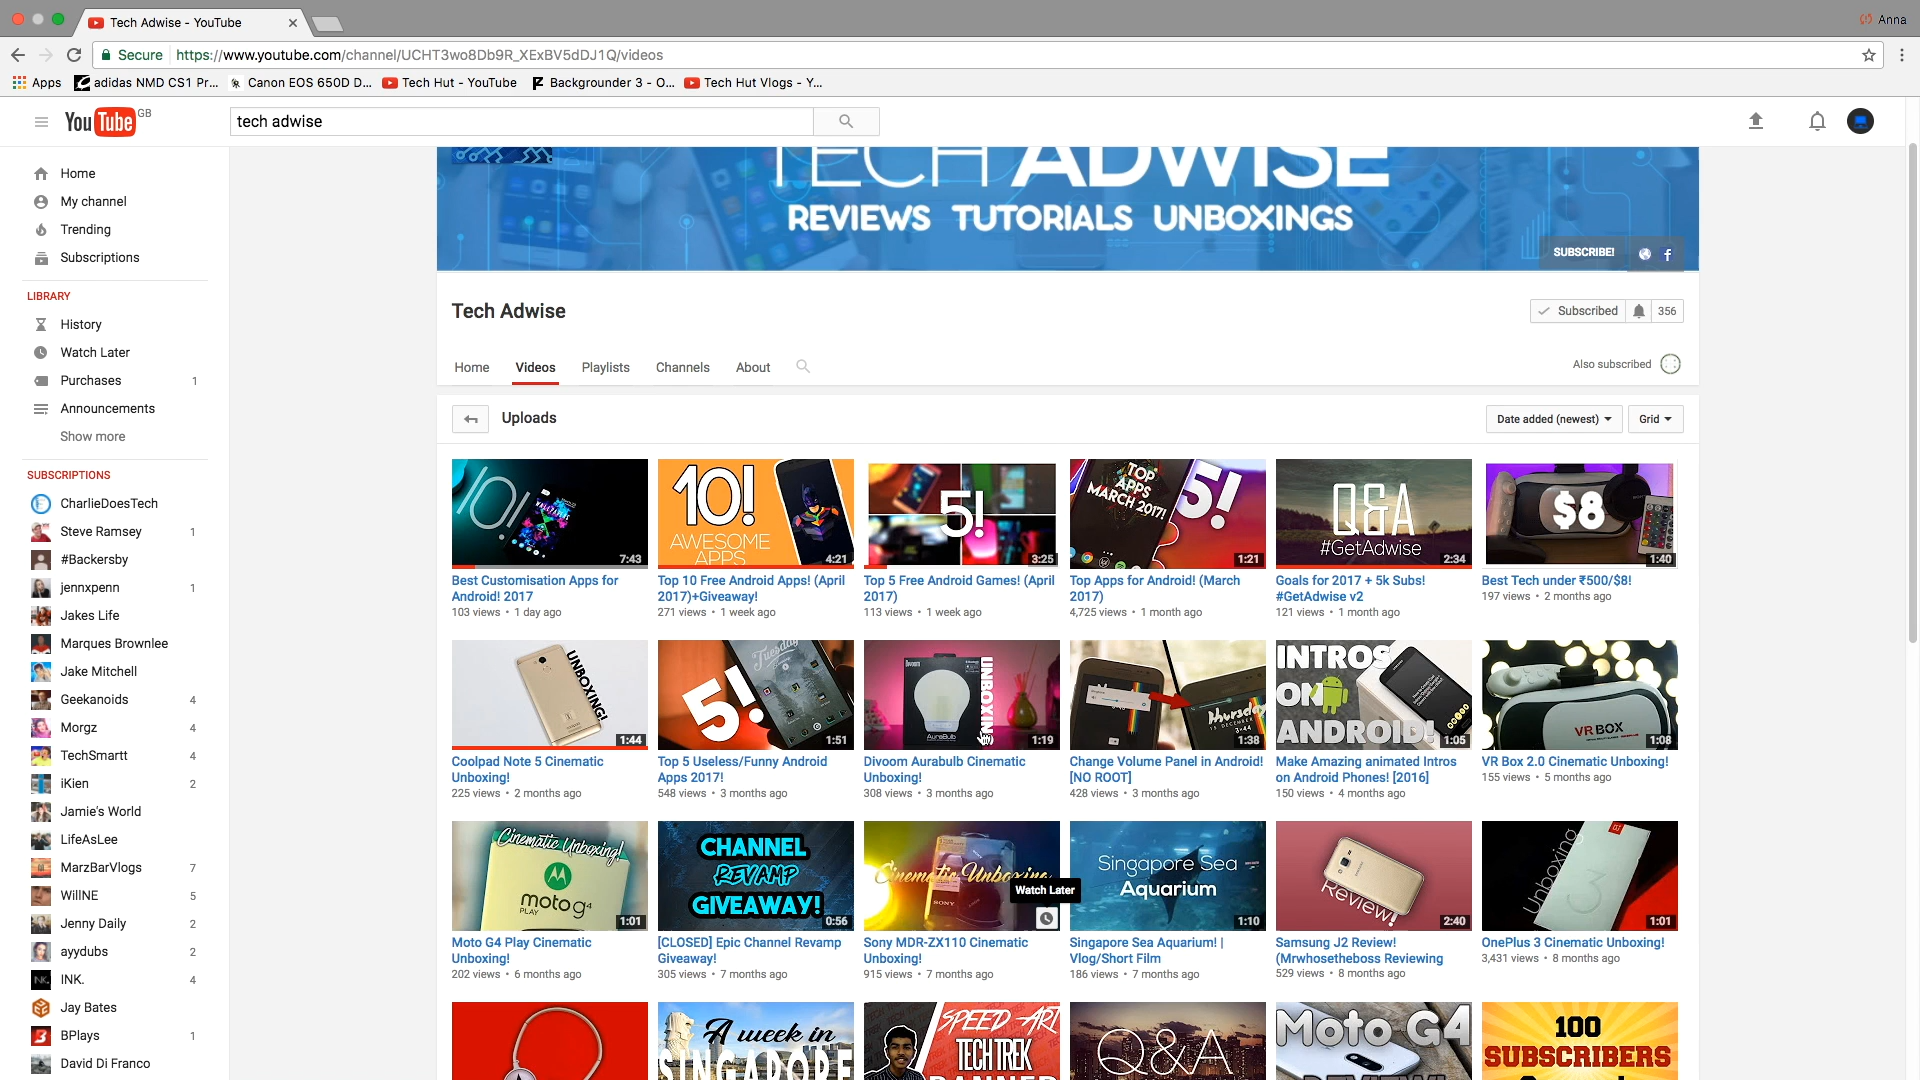 Tech Adwise - YouTube
Anna
Secure
https://www.youtube.com/channel/UCHT3wo8Db9R_XExBV5dDJ1Q/videos
Apps
adidas NMD CS1 Pr...
Canon EOS 650D D...
Tech Hut - YouTube
Backgrounder 3 - O...
Tech Hut Vlogs - Y...
YouTube GB
tech adwise
Home
My channel
Trending
Subscriptions
LIBRARY
History
Watch Later
Purchases 1
Announcements
Show more
SUBSCRIPTIONS
CharlieDoesTech
Steve Ramsey 1
#Backersby
jennxpenn 1
Jakes Life
Marques Brownlee
Jake Mitchell
Geekanoids 4
Morgz 4
TechSmartt 4
iKien 2
Jamie's World
LifeAsLee
MarzBarVlogs 7
WillNE 5
Jenny Daily 2
ayydubs 2
INK. 4
Jay Bates
BPlays 1
David Di Franco
TECH ADWISE
REVIEWS TUTORIALS UNBOXINGS
SUBSCRIBE!
Tech Adwise
Subscribed 356
Home
Videos
Playlists
Channels
About
Also subscribed
Uploads
Date added (newest)
Grid
10!
7:43
10!
AWESOME
APPS
4:21
5!
3:25
TOP
APPS
MARCH 2017!
5!
1:21
Q&A
#GetAdwise
2:34
$8
1:40
Best Customisation Apps for
Android! 2017
103 views • 1 day ago
Top 10 Free Android Apps! (April
2017)+Giveaway!
271 views • 1 week ago
Top 5 Free Android Games! (April
2017)
113 views • 1 week ago
Top Apps for Android! (March
2017)
4,725 views • 1 month ago
Goals for 2017 + 5k Subs!
#GetAdwise v2
121 views • 1 month ago
Best Tech under ₹500/$8!
197 views • 2 months ago
UNBOXING!
1:44
Tuesday
5!
1:51
Divoom
UNBOXING
AuraBulb
1:19
Thursday
15 DECEMBER
3:44
1:38
INTROS
ON
ANDROID!
1:05
VR BOX
1:08
Coolpad Note 5 Cinematic
Unboxing!
225 views • 2 months ago
Top 5 Useless/Funny Android
Apps 2017!
548 views • 3 months ago
Divoom Aurabulb Cinematic
Unboxing!
308 views • 3 months ago
Change Volume Panel in Android!
[NO ROOT]
428 views • 3 months ago
Make Amazing animated Intros
on Android Phones! [2016]
150 views • 4 months ago
VR Box 2.0 Cinematic Unboxing!
155 views • 5 months ago
Cinematic Unboxing!
moto g4
PLAY
1:01
CHANNEL
REVAMP
GIVEAWAY!
0:56
Cinematic Unboxing
SONY
Watch Later
Singapore Sea
Aquarium
1:10
Review!
2:40
Unboxing
3
1:01
Moto G4 Play Cinematic
Unboxing!
202 views • 6 months ago
[CLOSED] Epic Channel Revamp
Giveaway!
305 views • 7 months ago
Sony MDR-ZX110 Cinematic
Unboxing!
915 views • 7 months ago
Singapore Sea Aquarium! |
Vlog/Short Film
186 views • 7 months ago
Samsung J2 Review!
(Mrwhosetheboss Reviewing
529 views • 8 months ago
OnePlus 3 Cinematic Unboxing!
3,431 views • 8 months ago
A week in
SINGAPORE
SPEED ART
TECH TREK
BANNER
Q&A
Moto G4
REVIEW!
100
SUBSCRIBERS